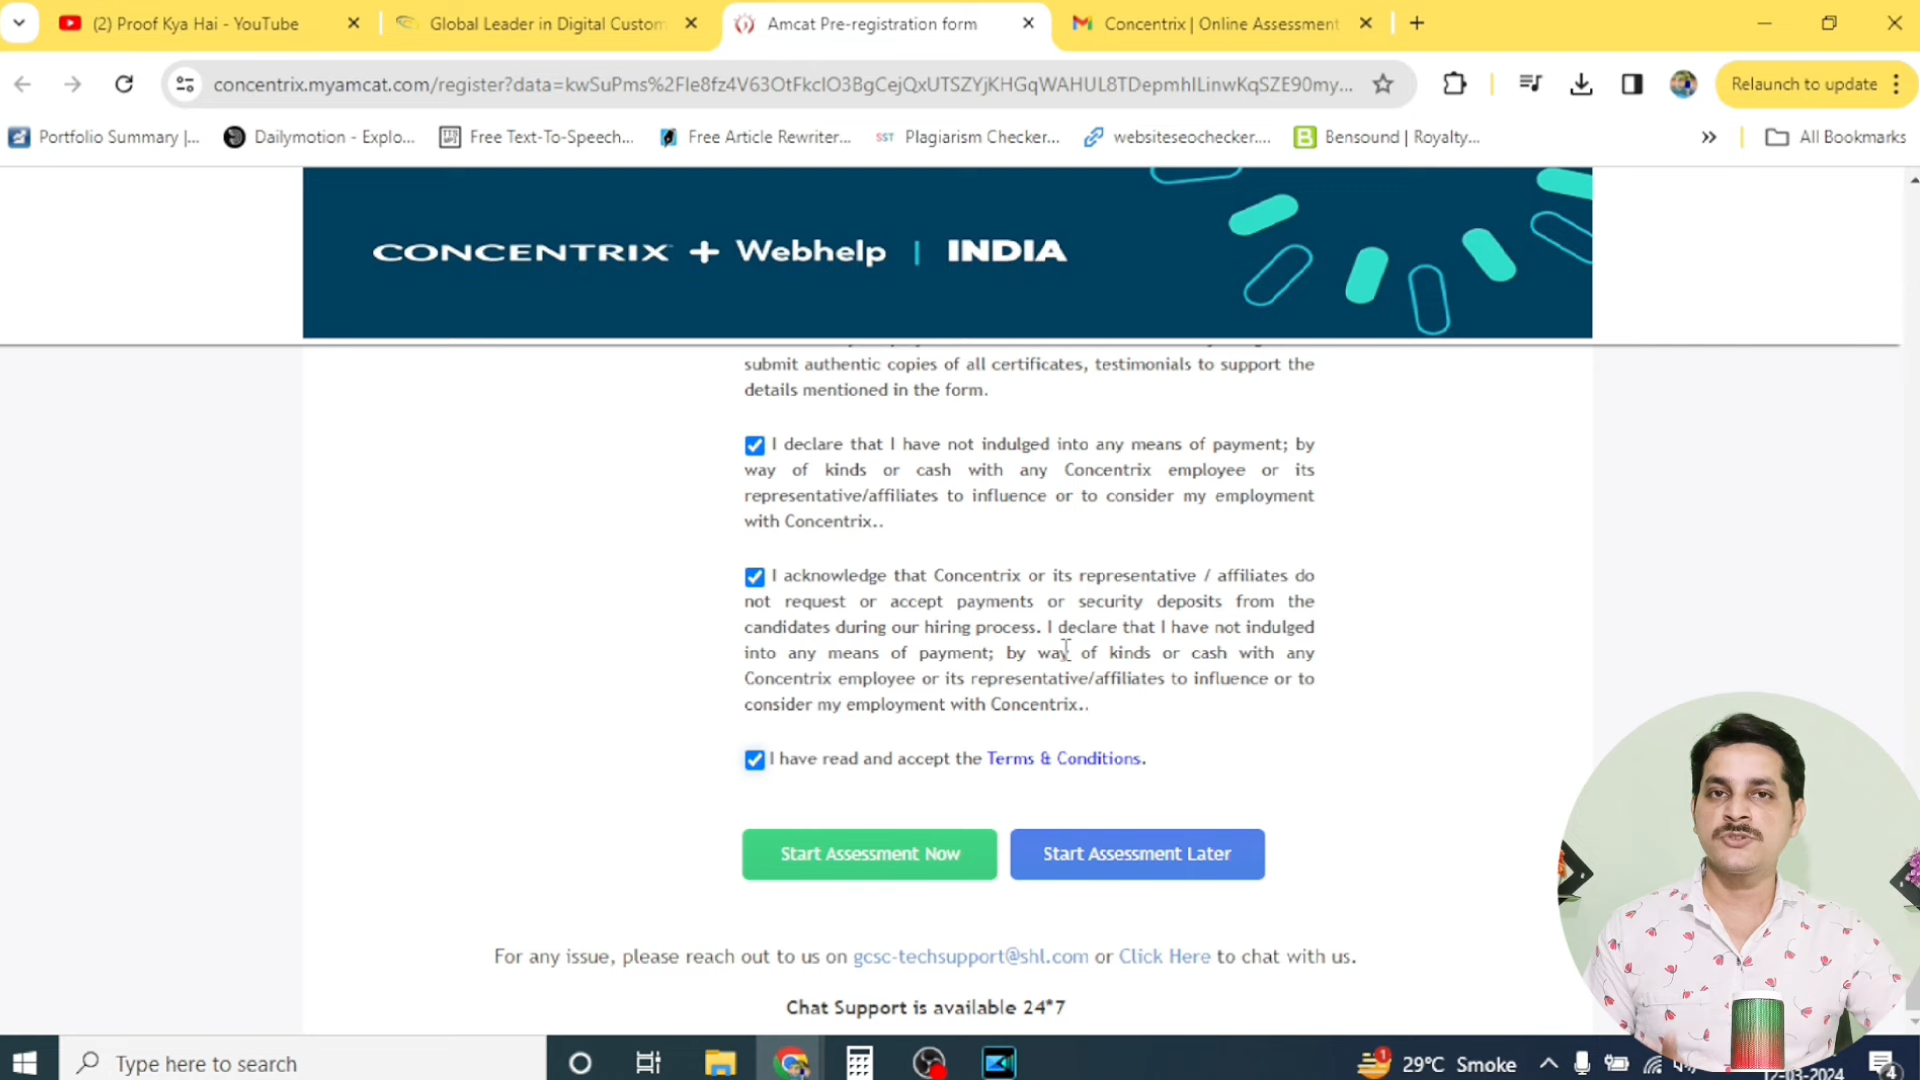 (2) Proof Kya Hai - YouTube
Global Leader in Digital Custom
Amcat Pre-registration form
Concentrix | Online Assessment
concentrix.myamcat.com/register?data=kwSuPms%2FIe8fz4V63OtFkcIO3BgCejQxUTSZYjKHGqWAHUL8TDepmhILinwKqSZE90my...
Relaunch to update
Portfolio Summary |...
Dailymotion - Explo...
Free Text-To-Speech...
Free Article Rewriter...
SST Plagiarism Checker...
websiteseochecker....
B Bensound | Royalty...
All Bookmarks
CONCENTRIX + Webhelp | INDIA
submit authentic copies of all certificates, testimonials to support the
details mentioned in the form.
I declare that I have not indulged into any means of payment; by
way of kinds or cash with any Concentrix employee or its
representative/affiliates to influence or to consider my employment
with Concentrix..
I acknowledge that Concentrix or its representative / affiliates do
not request or accept payments or security deposits from the
candidates during our hiring process. I declare that I have not indulged
into any means of payment; by way of kinds or cash with any
Concentrix employee or its representative/affiliates to influence or to
consider my employment with Concentrix..
I have read and accept the Terms & Conditions.
Start Assessment Now
Start Assessment Later
For any issue, please reach out to us on gcsc-techsupport@shl.com or Click Here to chat with us.
Chat Support is available 24*7
Type here to search
1
29°C Smoke
12-03-2024
4